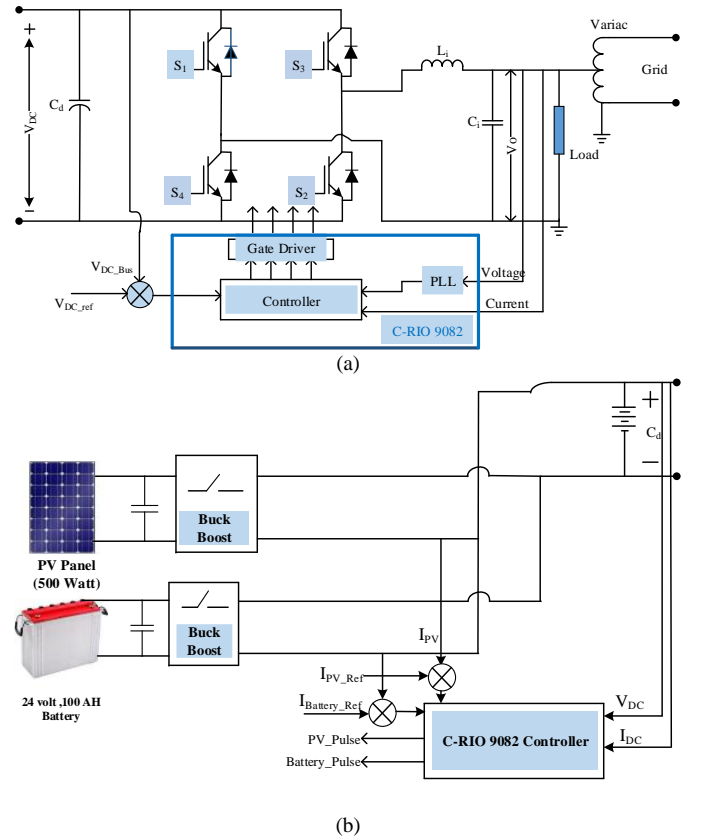 Variac
+
S1
S3
Li
Grid
VDC
Cd
Ci
Vo
Load
S4
S2
−
Gate Driver
VDC_Bus
PLL
Voltage
VDC_ref
Controller
Current
C-RIO 9082
(a)
+
Cd
−
Buck
Boost
PV Panel
(500 Watt)
Buck
Boost
IPV
IPV_Ref
24 volt ,100 AH
Battery
IBattery_Ref
VDC
PV_Pulse
C-RIO 9082 Controller
IDC
Battery_Pulse
(b)